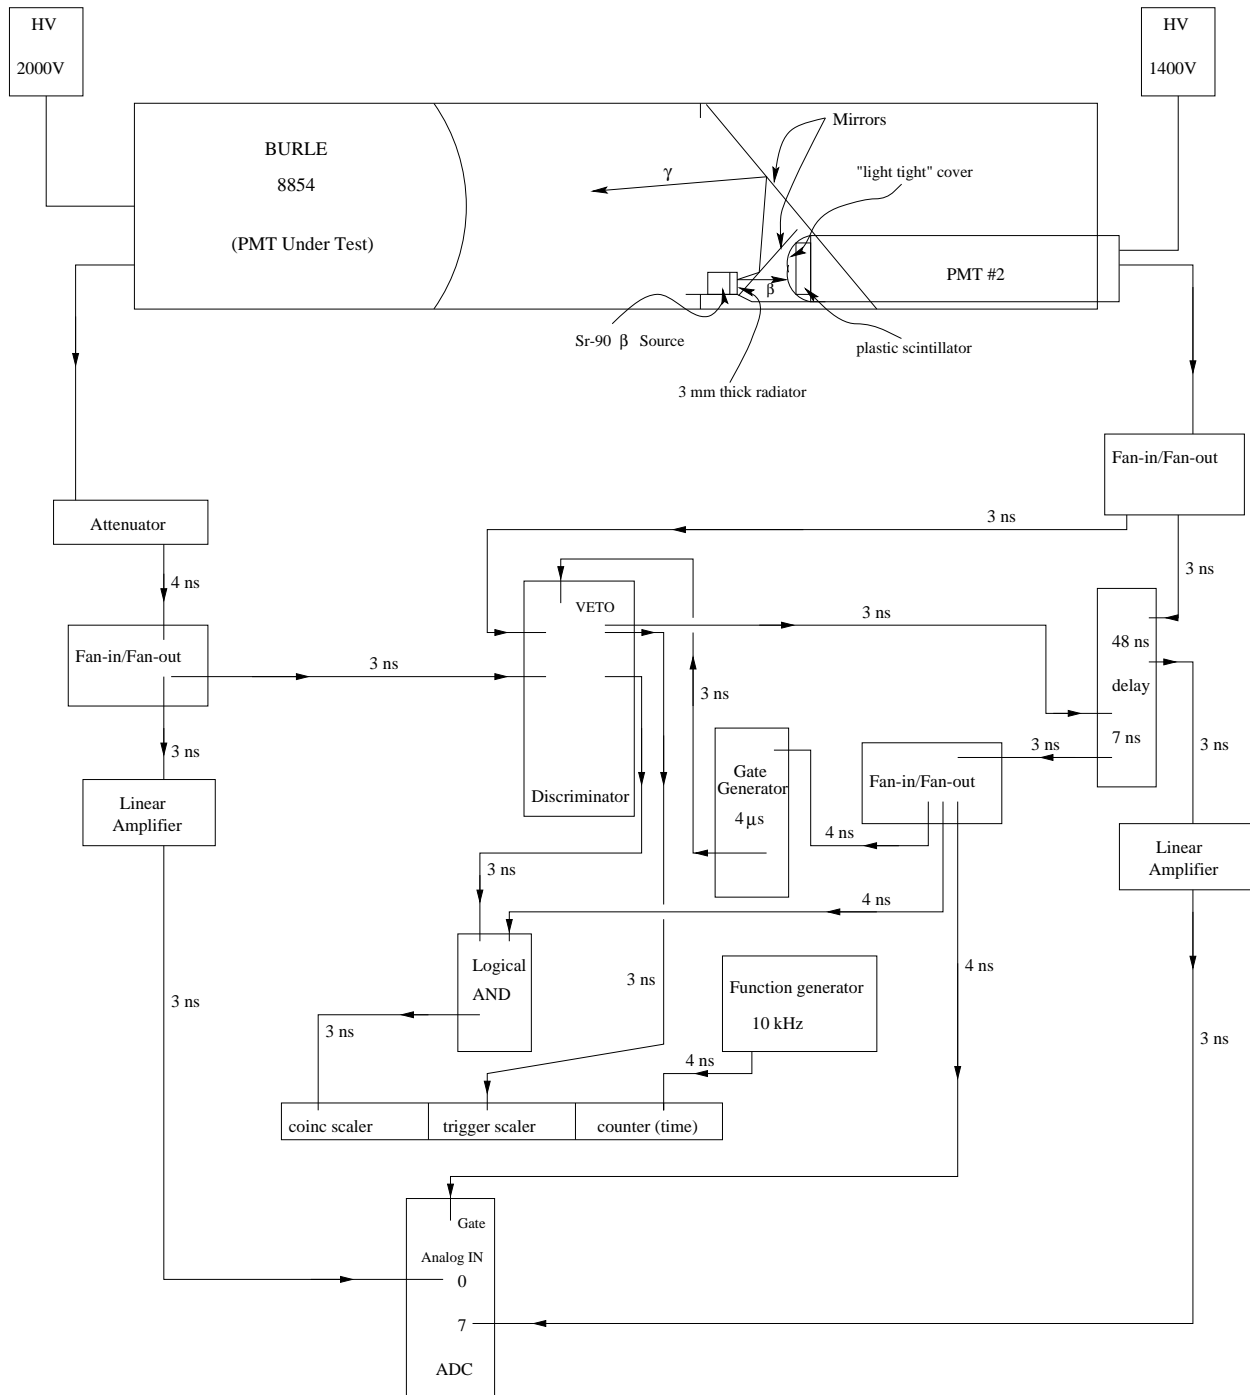 HV
2000V
HV
1400V
BURLE
8854
(PMT Under Test)
γ
Mirrors
"light tight" cover
PMT #2
β
Sr-90 β Source
plastic scintillator
3 mm thick radiator
Fan-in/Fan-out
Attenuator
3 ns
4 ns
3 ns
VETO
3 ns
48 ns
delay
7 ns
Fan-in/Fan-out
3 ns
3 ns
3 ns
3 ns
3 ns
Gate
Generator
4 μs
Fan-in/Fan-out
Discriminator
Linear
Amplifier
4 ns
Linear
Amplifier
3 ns
4 ns
Logical
AND
3 ns
4 ns
Function generator
10 kHz
3 ns
3 ns
3 ns
4 ns
coinc scaler
trigger scaler
counter (time)
Gate
Analog IN
0
7
ADC